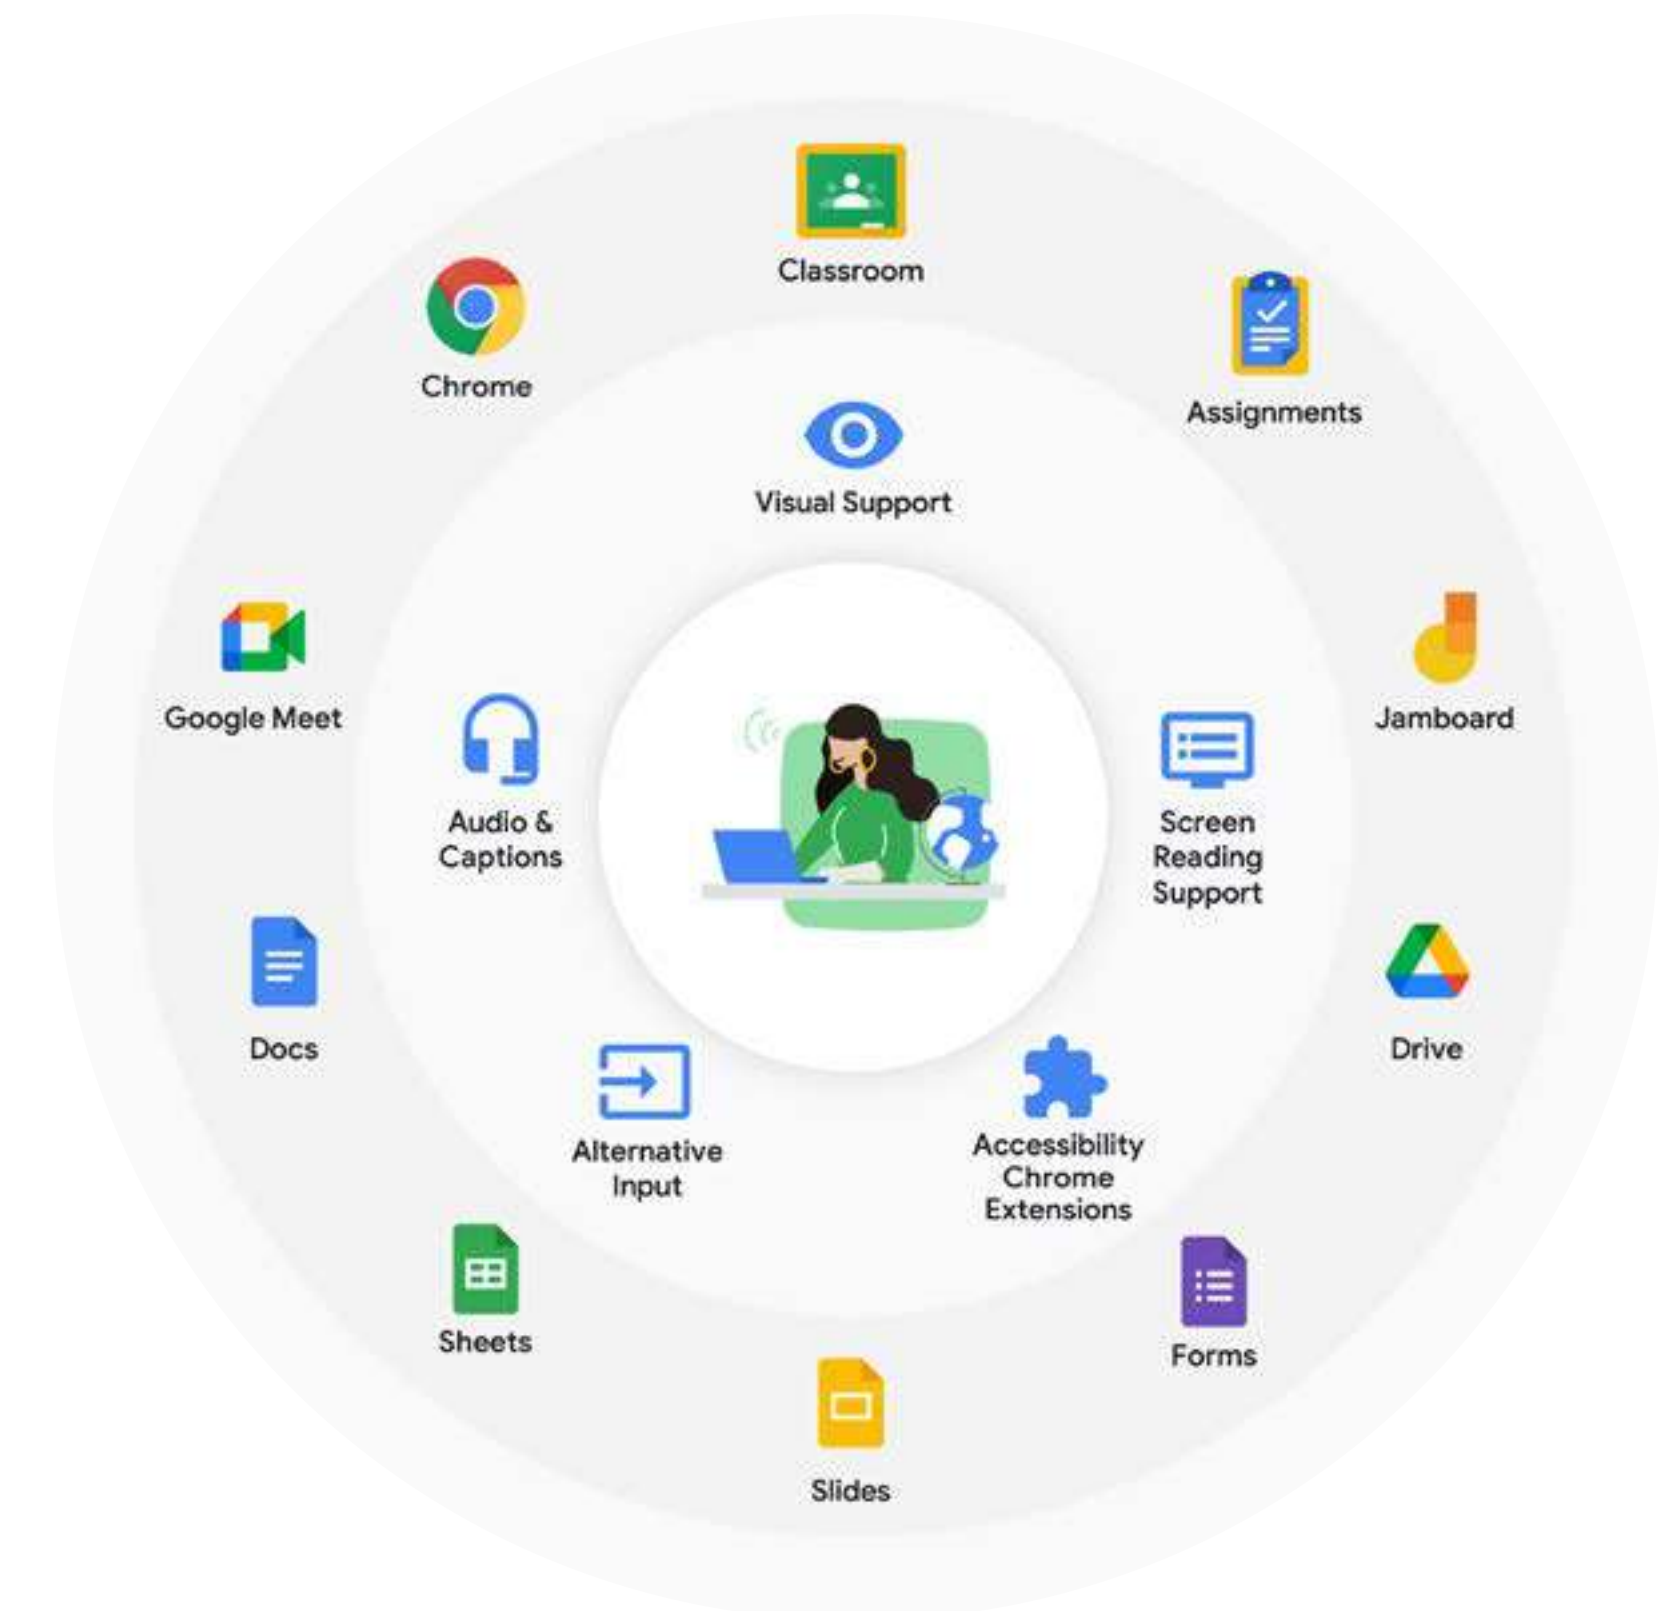 Classroom
Chrome
Assignments
Visual Support
Google Meet
Jamboard
Audio &
Captions
Screen
Reading
Support
Docs
Drive
Alternative
Input
Accessibility
Chrome
Extensions
Sheets
Forms
Slides